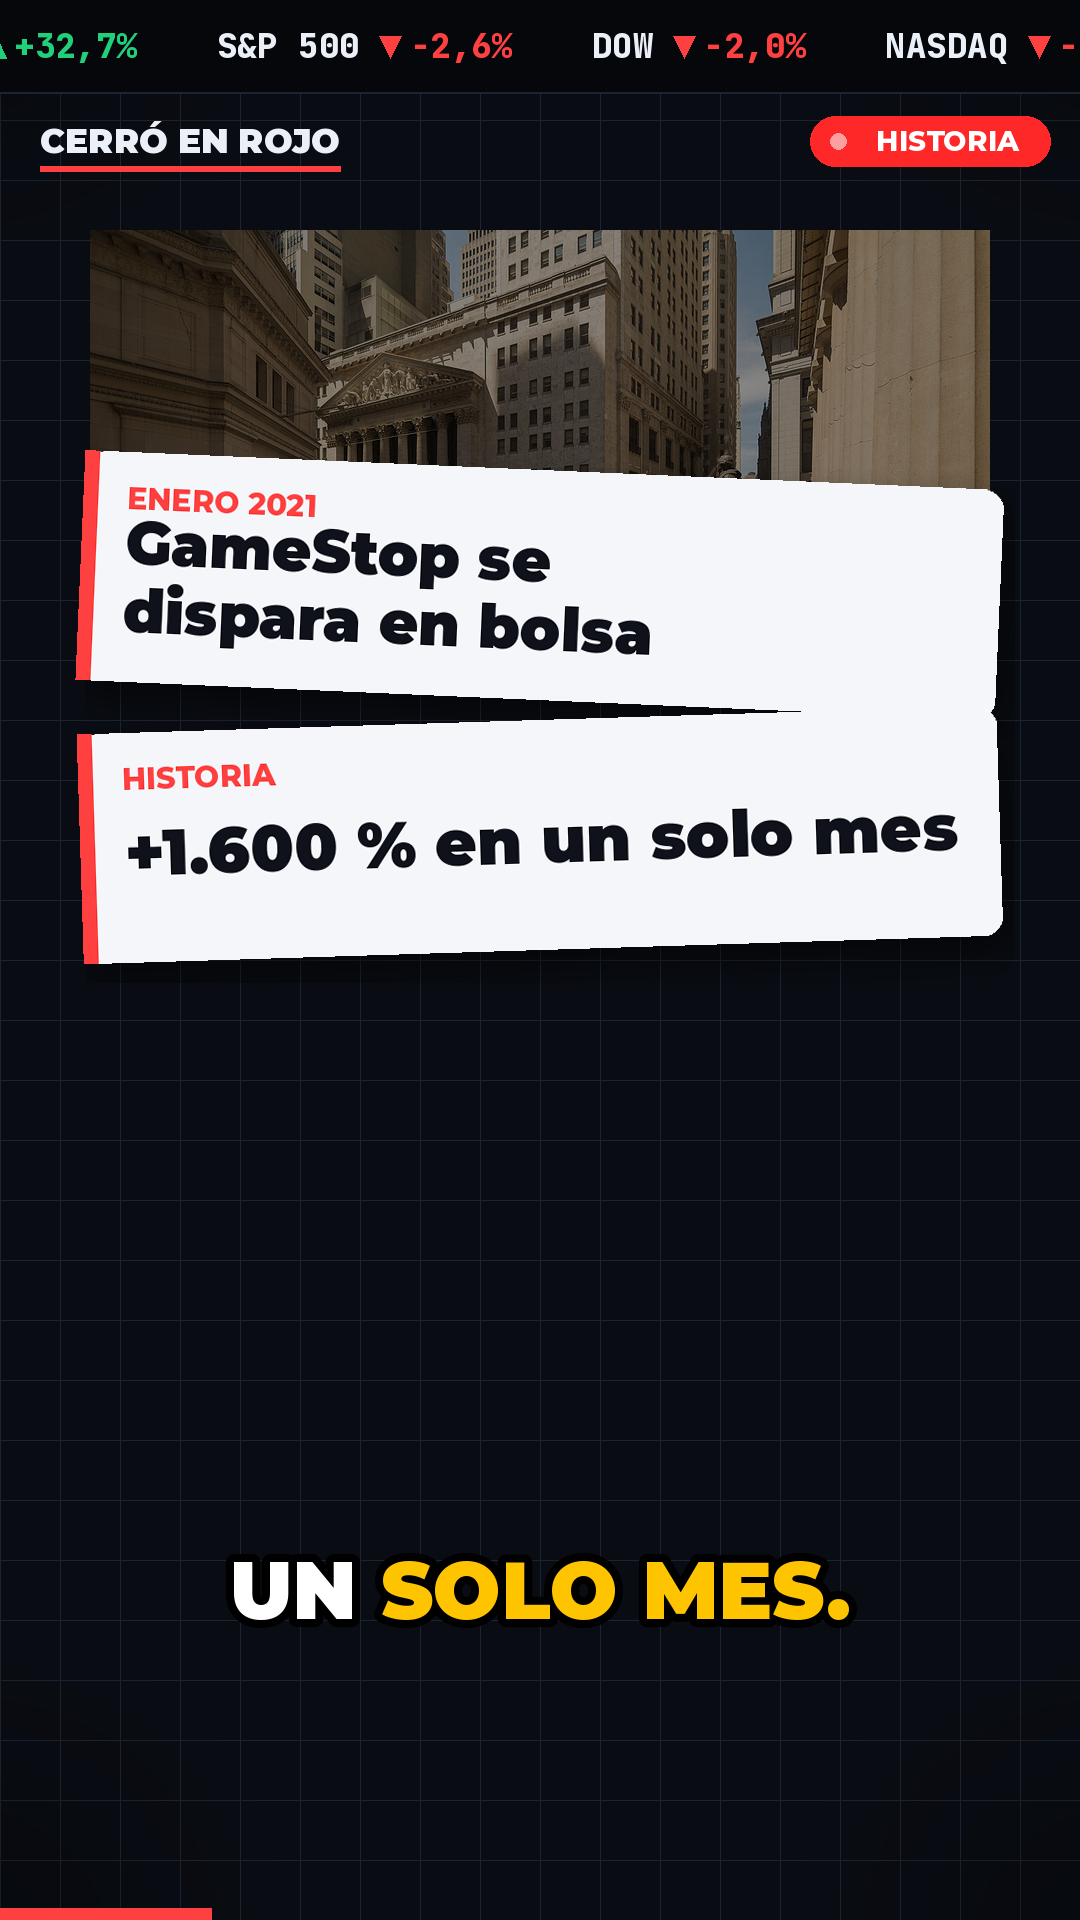 ▲+32,7% S&P 500 ▼-2,6% DOW ▼-2,0% NASDAQ ▼-
CERRÓ EN ROJO
HISTORIA
ENERO 2021
GameStop se
dispara en bolsa
HISTORIA
+1.600 % en un solo mes
UN SOLO MES.